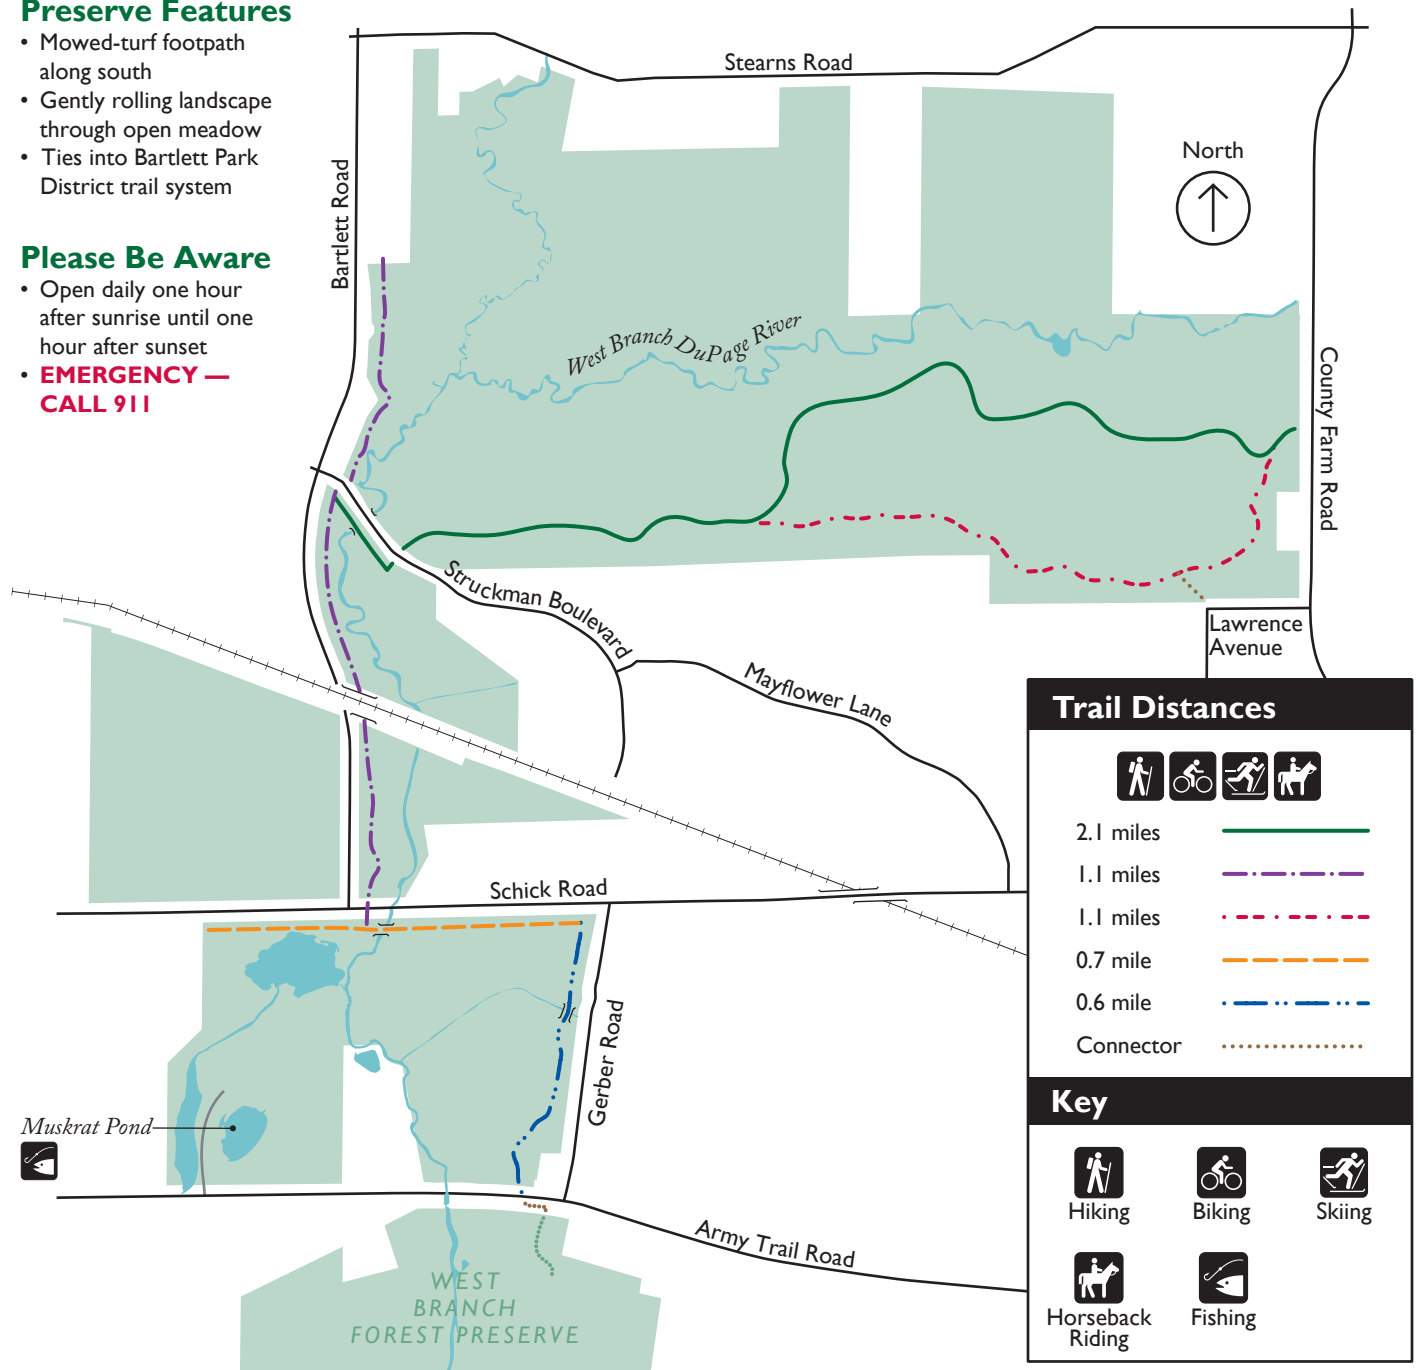 Preserve Features
• Mowed-turf footpath
along south
• Gently rolling landscape
through open meadow
• Ties into Bartlett Park
District trail system
Please Be Aware
• Open daily one hour
after sunrise until one
hour after sunset
• EMERGENCY —
CALL 911
Stearns Road
Bartlett Road
North
West Branch DuPage River
County Farm Road
Struckman Boulevard
Lawrence
Avenue
Mayflower Lane
Schick Road
Gerber Road
Muskrat Pond
Army Trail Road
WEST
BRANCH
FOREST PRESERVE
Trail Distances
2.1 miles
1.1 miles
1.1 miles
0.7 mile
0.6 mile
Connector
Key
Hiking
Biking
Skiing
Horseback
Riding
Fishing